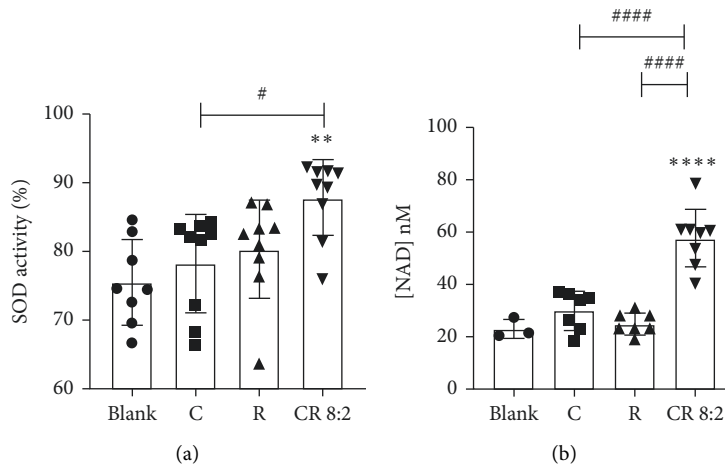 #
**
100
90
80
70
60
SOD activity (%)
Blank
C
R
CR 8:2
(a)
####
####
****
100
80
60
40
20
0
[NAD] nM
Blank
C
R
CR 8:2
(b)